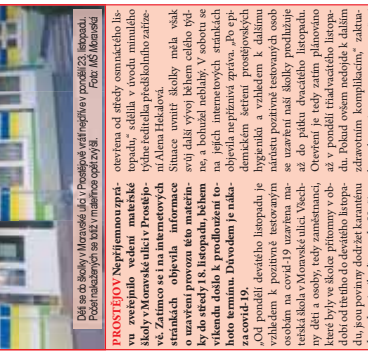 Děti se do školky v Moravské ulici v Prostějově vrátí nejdříve v pondělí 23. listopadu.
Počet nakažených se totiž v mateřince opět zvýšil.
Foto: MŠ Moravská
PROSTĚJOV Nepříjemnou zprá-
vu zveřejnilo vedení mateřské
školy v Moravské ulici v Prostějo-
vě. Zatímco se i na internetových
stránkách objevila informace
o uzavření provozu této mateřin-
ky do středy 18. listopadu, během
víkendu došlo k prodloužení to-
hoto termínu. Důvodem je náka-
za covid-19.
„Od pondělí devátého listopadu je
vzhledem k pozitivně testovaným
osobám na covid-19 uzavřena ma-
teřská škola v Moravské ulici. Všech-
ny děti a osoby, tedy zaměstnanci,
které byly ve školce přítomny v ob-
dobí od třetího do devátého listopa-
du, jsou povinny dodržet karanténu
otevřena od středy osmnáctého lis-
topadu,“ sdělila v úvodu minulého
týdne ředitelka předškolního zaříze-
ní Alena Hekalová.
Situace uvnitř školky měla však
svůj další vývoj během celého týd-
ne, a bohužel neblahý. V sobotu se
na jejich internetových stránkách
objevila nepříznivá zpráva. „Po epi-
demickém šetření prostějovských
hygieniků a vzhledem k dalšímu
nárůstu pozitivně testovaných osob
se uzavření naší školky prodlužuje
až do pátku dvacátého listopadu.
Otevření je tedy zatím plánováno
až v pondělí třiadvacátého listopa-
du. Pokud ovšem nedojde k dalším
zdravotním komplikacím,“ zaktua-